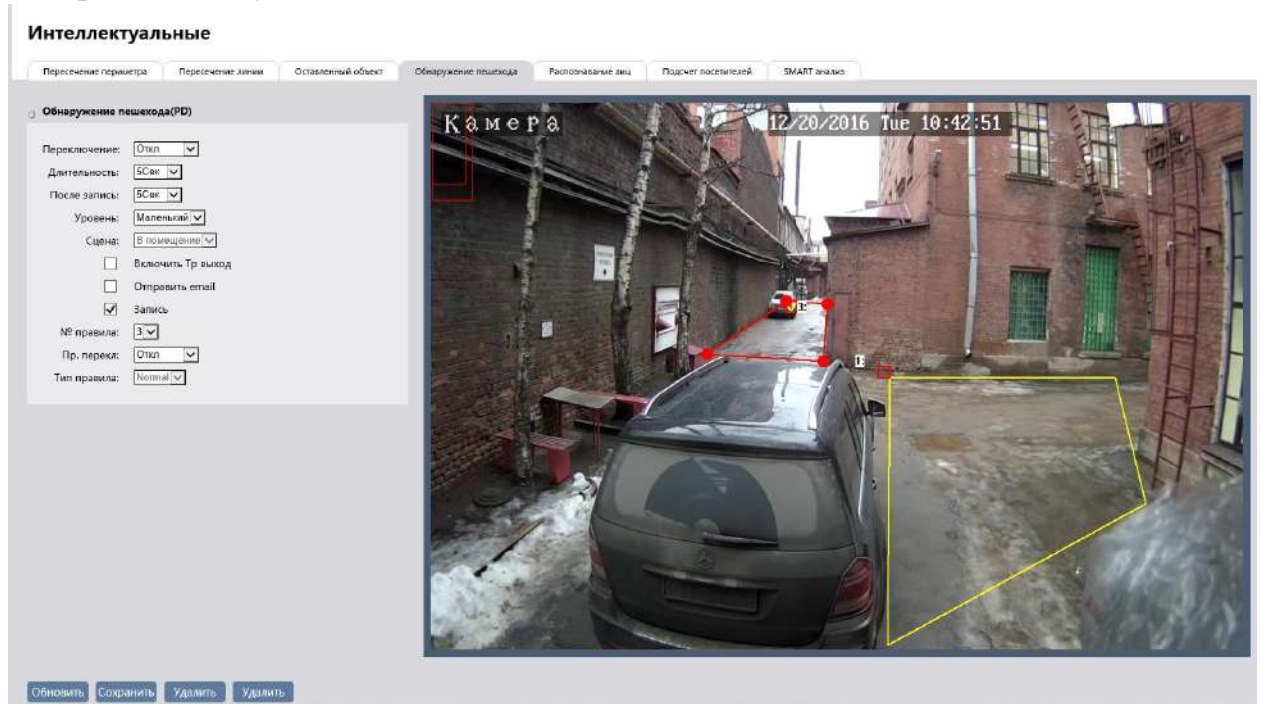 Интеллектуальные
Пересечение периметра Пересечение линии Оставленный объект Обнаружение пешехода Распознавание лиц Подсчет посетителей SMART анализ
Обнаружение пешехода(PD)
Переключение: Откл
Длительность: 5Сек
После запись: 5Сек
Уровень: Маленький
Сцена: В помещение
Включить Тр выход
Отправить email
Запись
№ правила: 3
Пр. перекл: Откл
Тип правила: Normal
Камера 12/20/2016 Tue 10:42:51
3:
1:
Обновить Сохранить Удалить Удалить